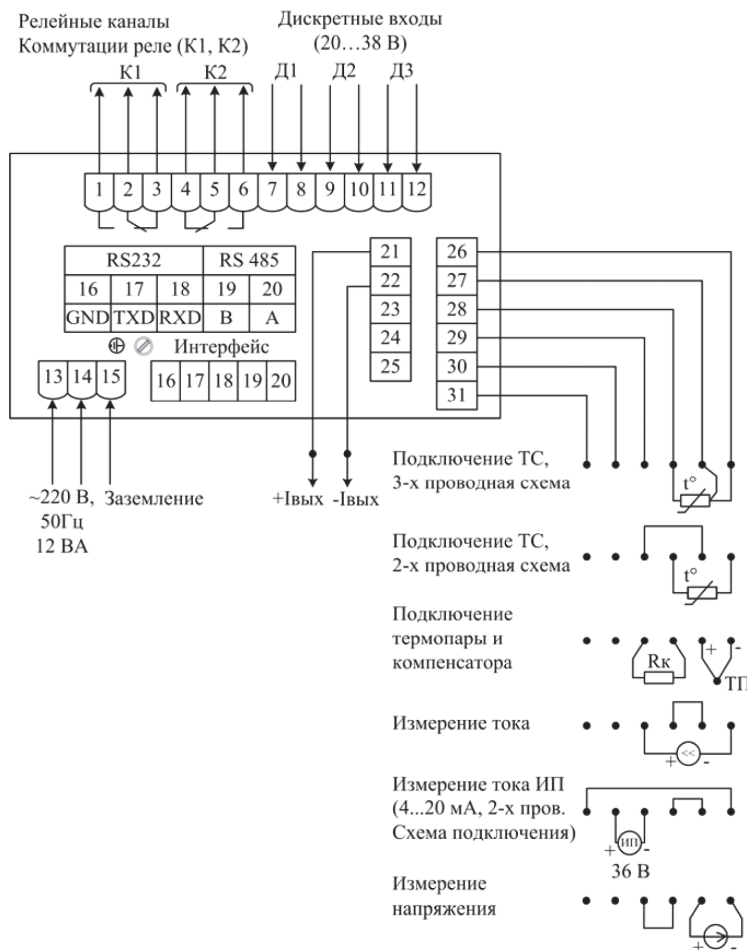 Релейные каналы
Коммутации реле (К1, К2)
Дискретные входы
(20…38 В)
К1
К2
Д1
Д2
Д3
1 2 3 4 5 6 7 8 9 10 11 12
RS232
RS 485
16 17 18 19 20
GND TXD RXD B A
Интерфейс
13 14 15
16 17 18 19 20
21
22
23
24
25
26
27
28
29
30
31
~220 В,
50Гц
12 ВА
Заземление
+Iвых -Iвых
Подключение ТС,
3-х проводная схема
t°
Подключение ТС,
2-х проводная схема
t°
Подключение
термопары и
компенсатора
Rк
+ -
ТП
Измерение тока
+ << -
Измерение тока ИП
(4...20 мА, 2-х пров.
Схема подключения)
+ ИП -
36 В
Измерение
напряжения
+ -